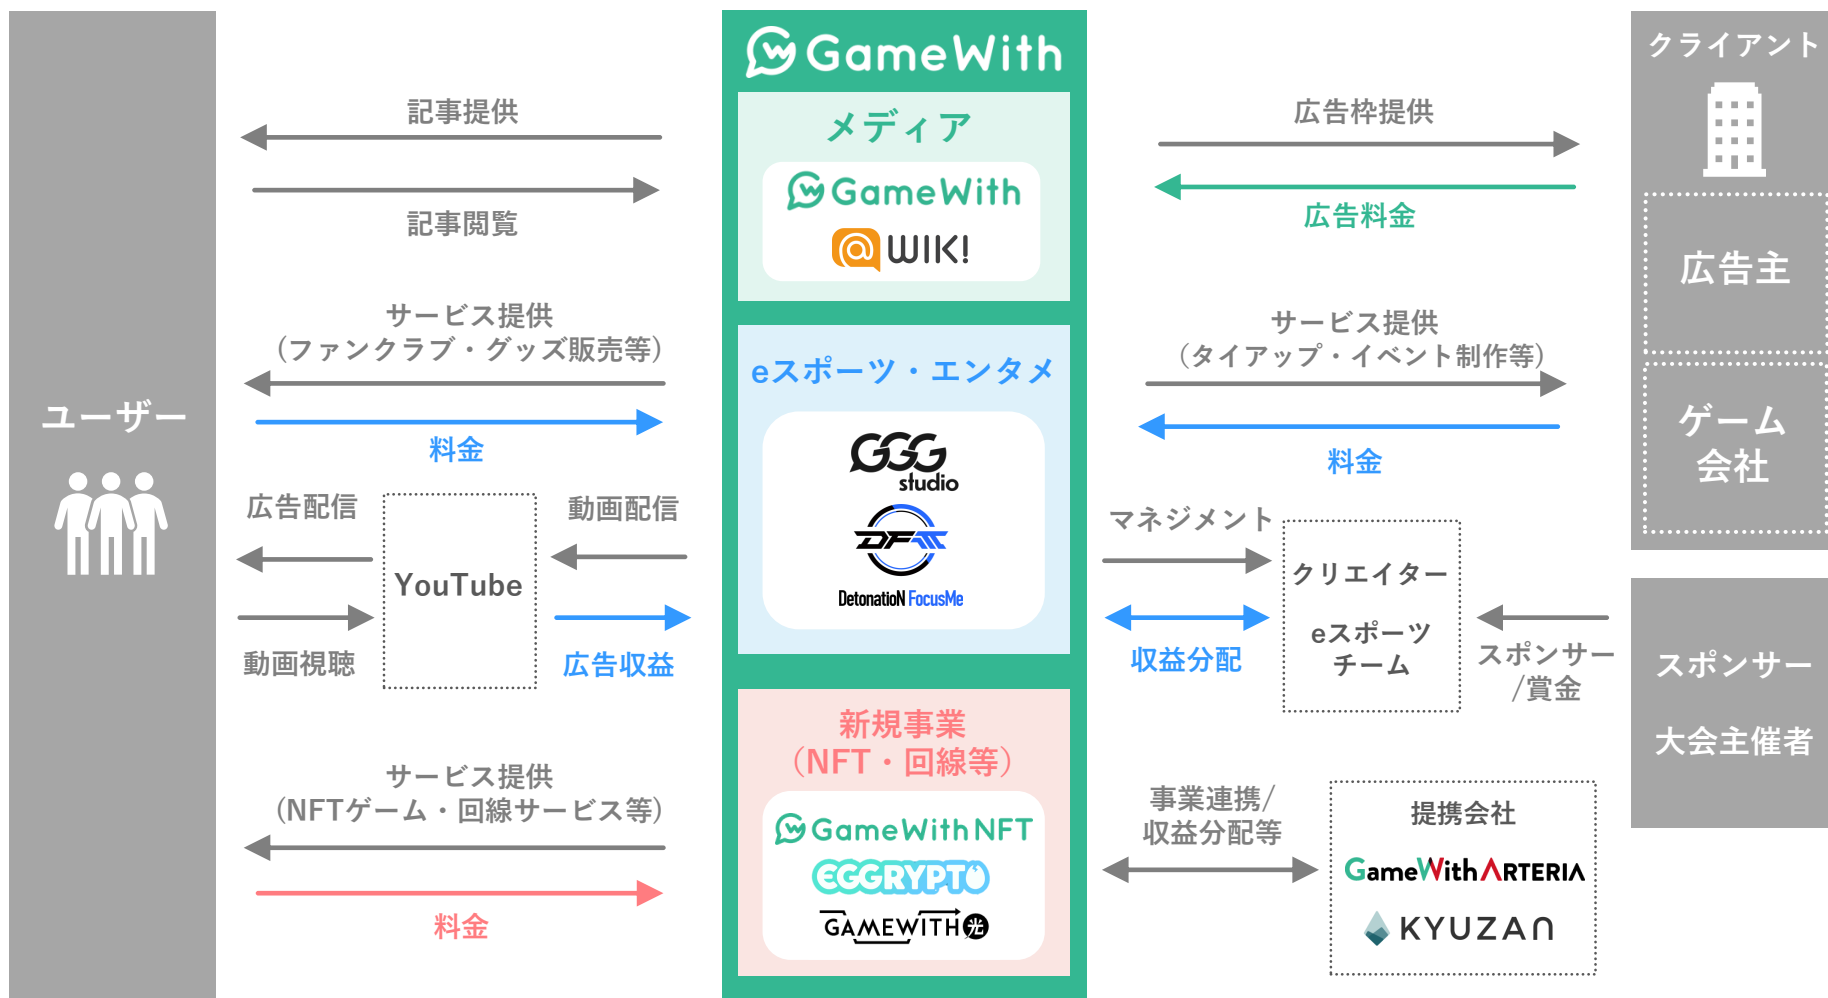 ユーザー
記事提供
記事閲覧
サービス提供
（ファンクラブ・グッズ販売等）
料金
広告配信
動画視聴
YouTube
動画配信
広告収益
サービス提供
（NFTゲーム・回線サービス等）
料金
GameWith
メディア
GameWith
@WIKI!
eスポーツ・エンタメ
GGG
studio
DFM
DetonatioN FocusMe
新規事業
（NFT・回線等）
GameWith NFT
EGGRYPTO
GAMEWITH光
広告枠提供
広告料金
サービス提供
（タイアップ・イベント制作等）
料金
マネジメント
収益分配
クリエイター
eスポーツ
チーム
スポンサー
/賞金
事業連携/
収益分配等
提携会社
GameWith ARTERIA
KYUZAN
クライアント
広告主
ゲーム
会社
スポンサー
大会主催者